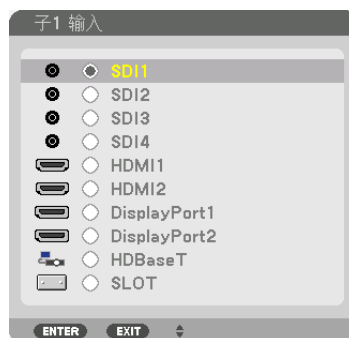 子1 输入
SDI1
SDI2
SDI3
SDI4
HDMI1
HDMI2
DisplayPort1
DisplayPort2
HDBaseT
SLOT
ENTER EXIT